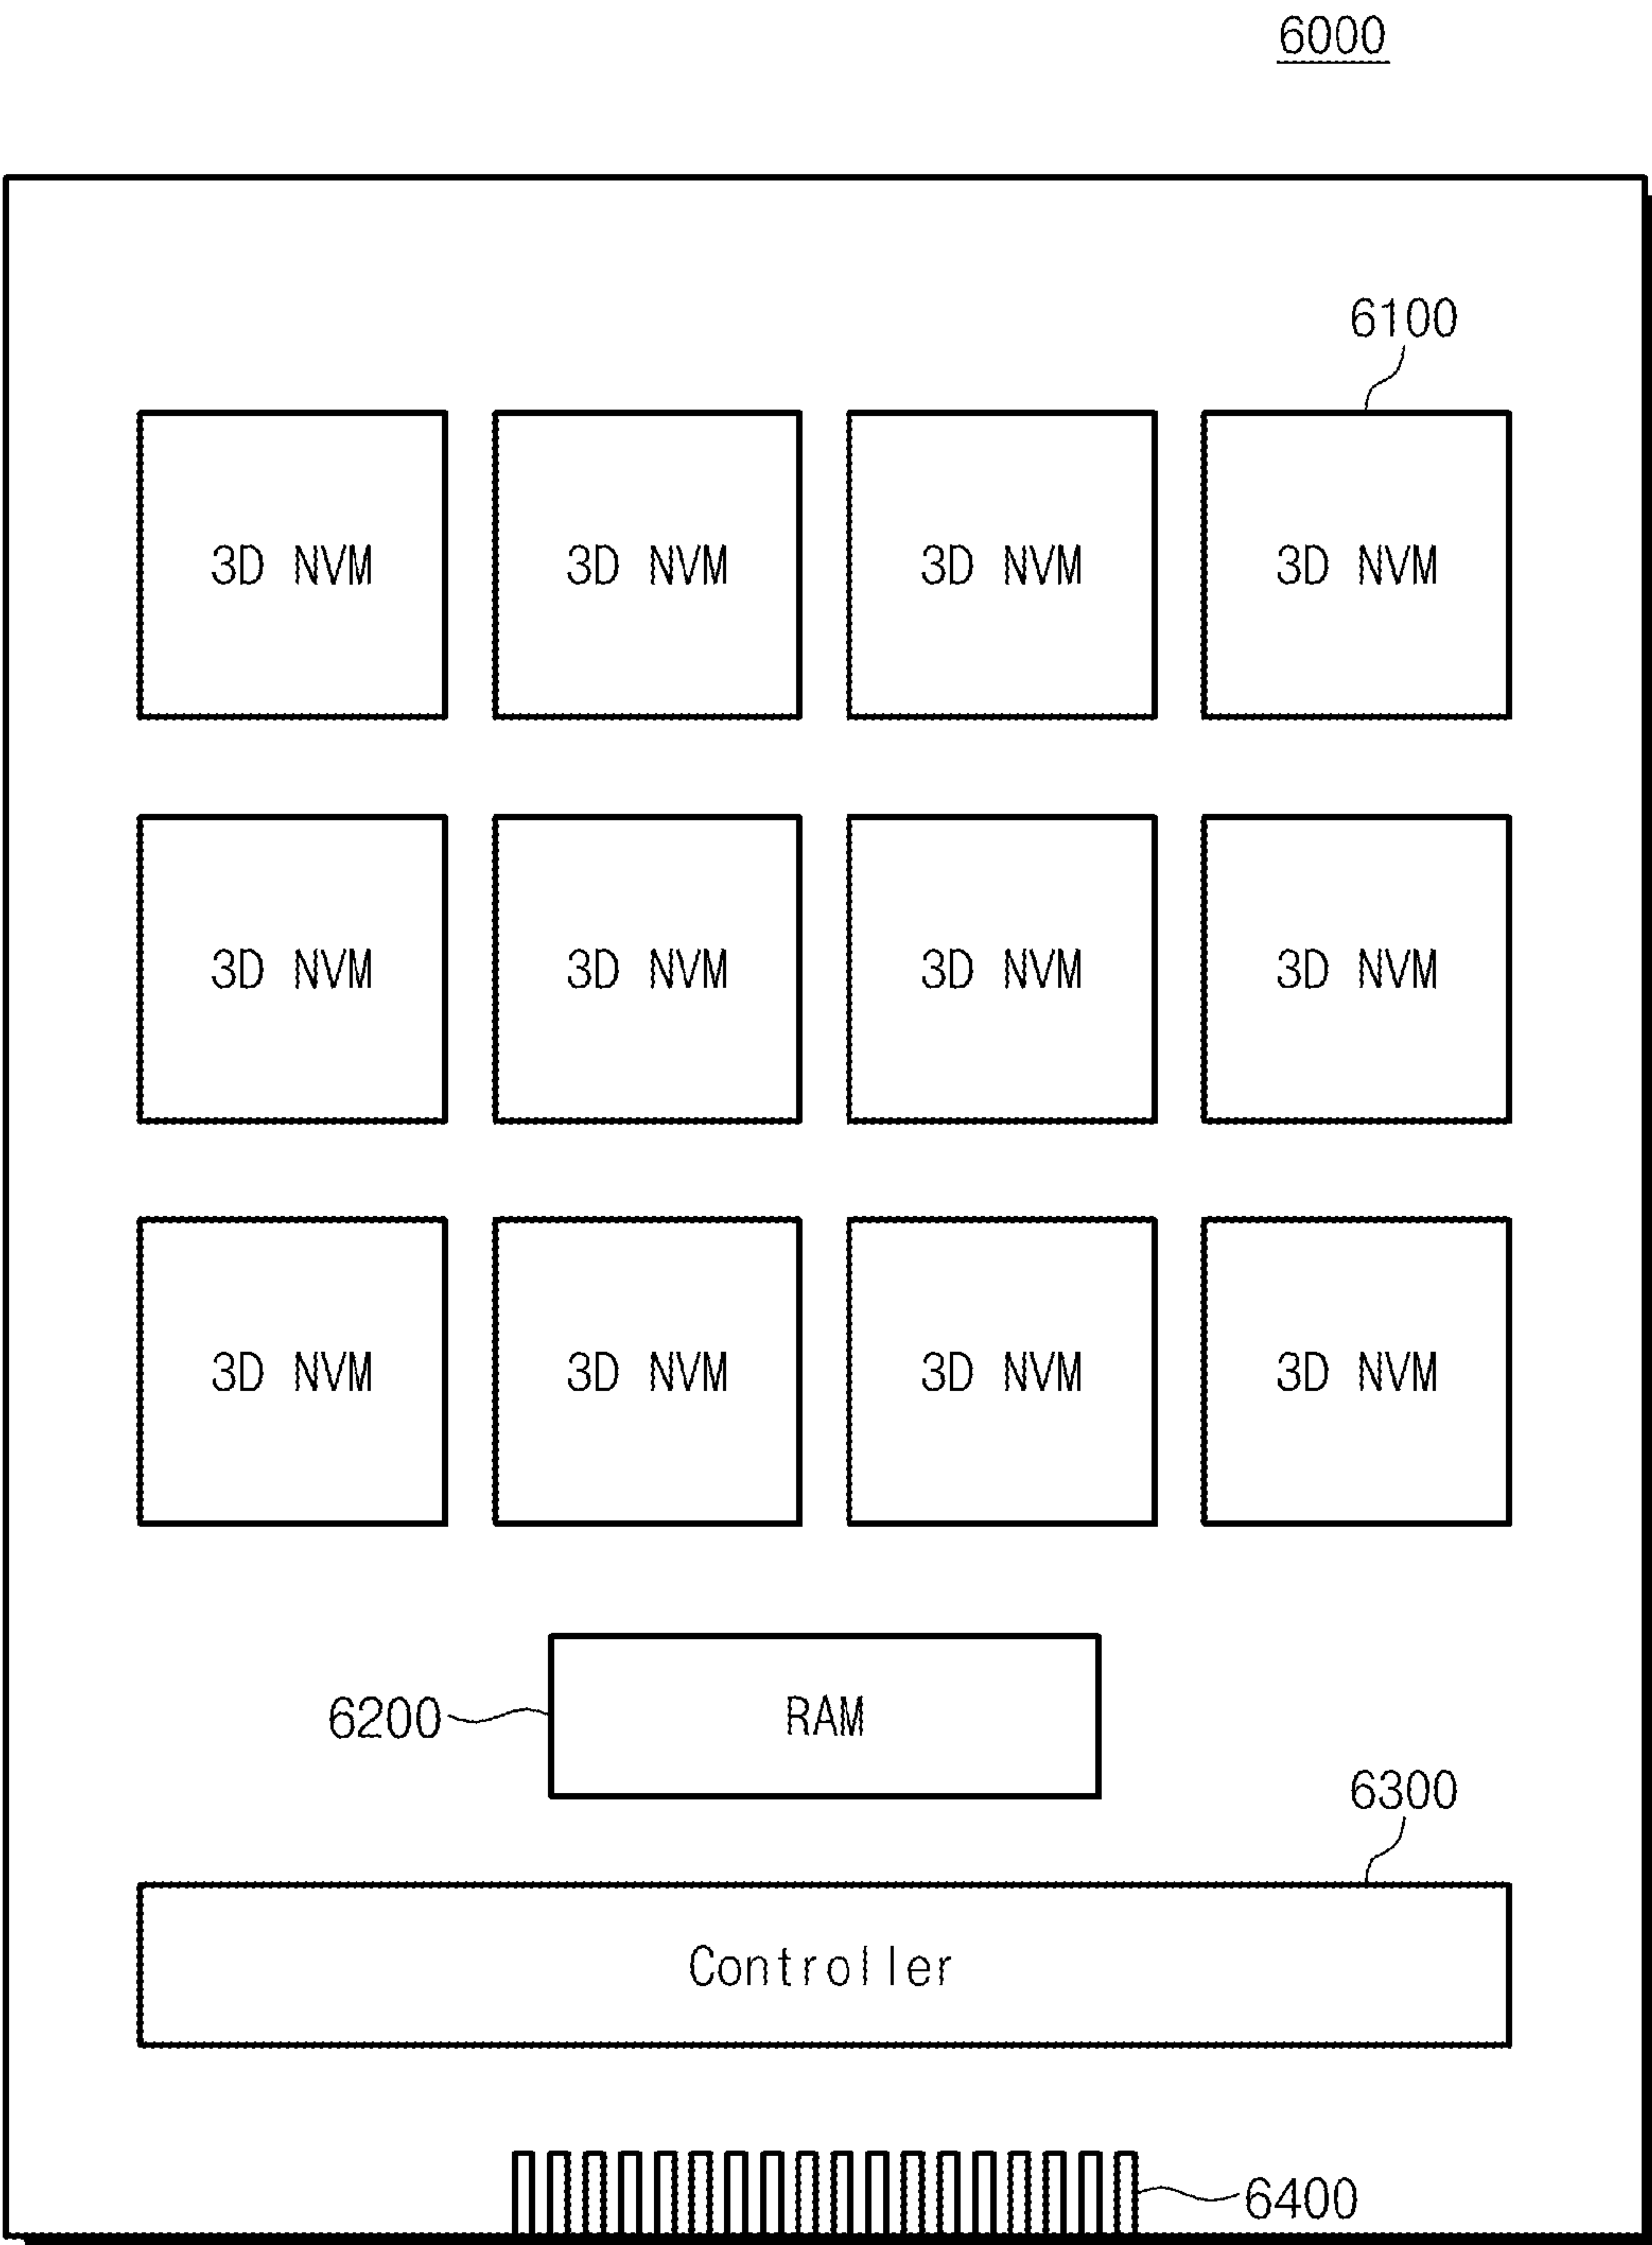 6000
6100
3D NVM 3D NVM 3D NVM 3D NVM
3D NVM 3D NVM 3D NVM 3D NVM
3D NVM 3D NVM 3D NVM 3D NVM
6200 RAM
6300
Controller
6400